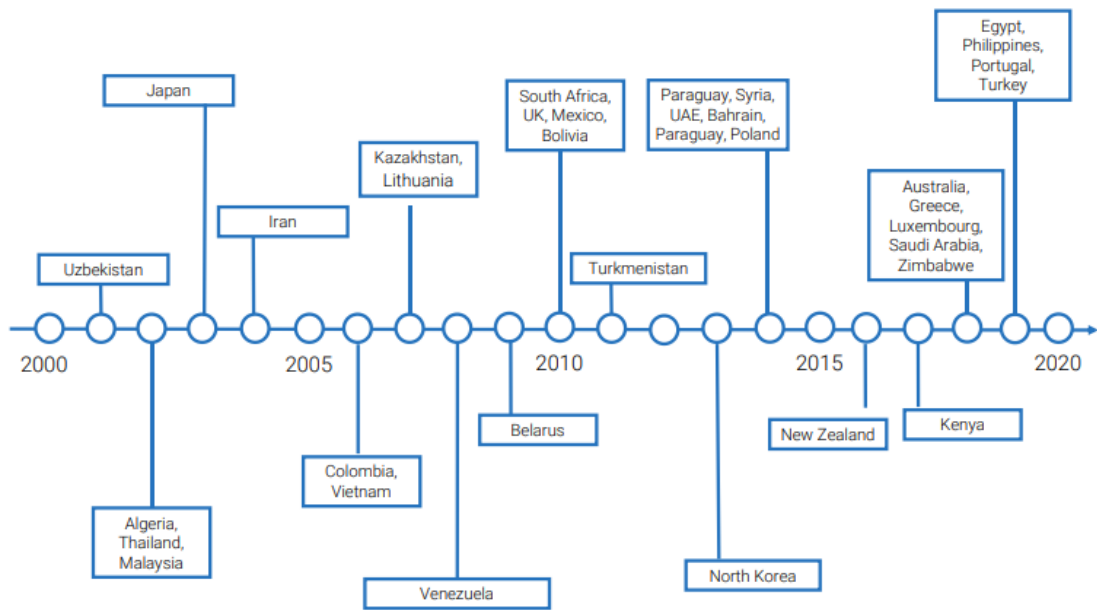 Egypt,
Philippines,
Portugal,
Turkey
Japan
South Africa,
UK, Mexico,
Bolivia
Paraguay, Syria,
UAE, Bahrain,
Paraguay, Poland
Kazakhstan,
Lithuania
Australia,
Greece,
Luxembourg,
Saudi Arabia,
Zimbabwe
Iran
Uzbekistan
Turkmenistan
2000
2005
2010
2015
2020
Belarus
New Zealand
Kenya
Colombia,
Vietnam
Algeria,
Thailand,
Malaysia
North Korea
Venezuela